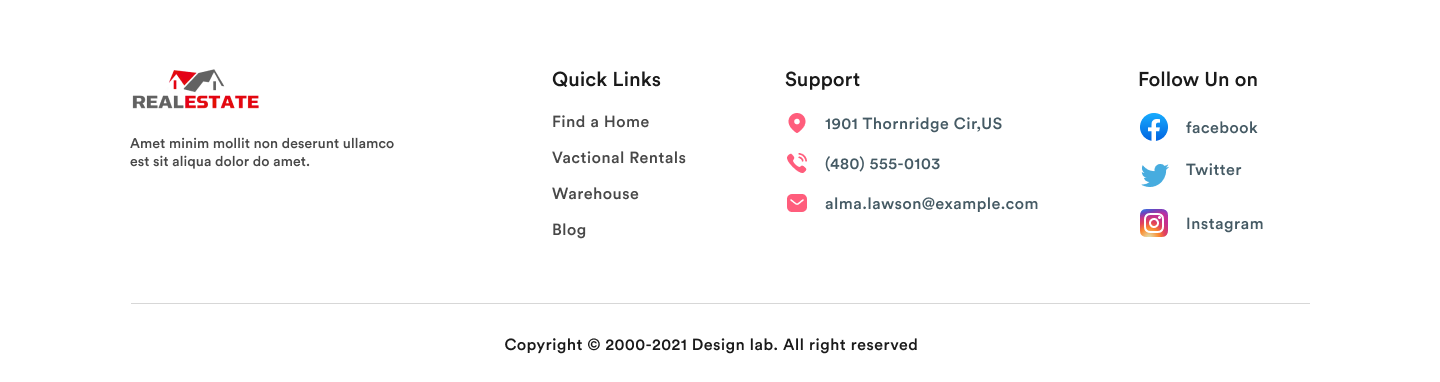 REALESTATE
Amet minim mollit non deserunt ullamco
est sit aliqua dolor do amet.
Quick Links
Find a Home
Vactional Rentals
Warehouse
Blog
Support
1901 Thornridge Cir,US
(480) 555-0103
alma.lawson@example.com
Follow Un on
facebook
Twitter
Instagram
Copyright © 2000-2021 Design lab. All right reserved